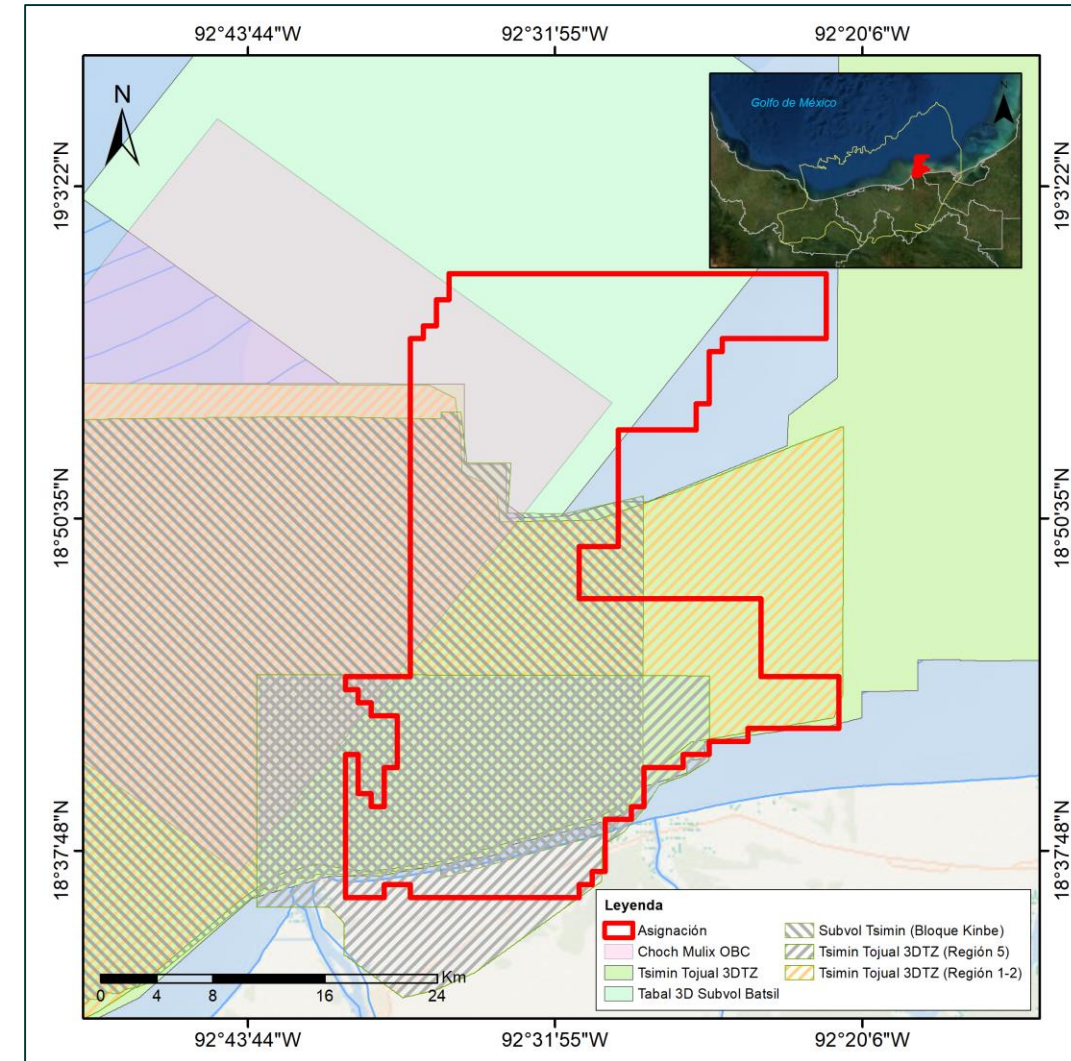 92°43'44"W 92°31'55"W 92°20'6"W
N
Golfo de México
N
19°3'22"N 19°3'22"N
18°50'35"N 18°50'35"N
18°37'48"N 18°37'48"N
Leyenda
Asignación
Choch Mulix OBC
Tsimin Tojual 3DTZ
Tabal 3D Subvol Batsil
Subvol Tsimin (Bloque Kinbe)
Tsimin Tojual 3DTZ (Región 5)
Tsimin Tojual 3DTZ (Región 1-2)
Km
0 4 8 16 24
92°43'44"W 92°31'55"W 92°20'6"W